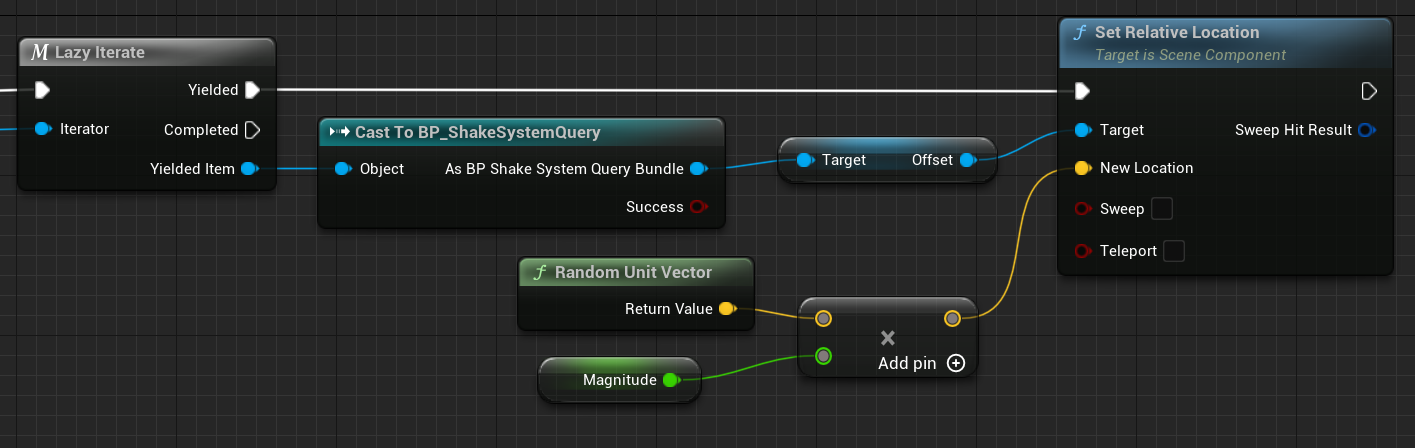 M Lazy Iterate
Yielded
Iterator
Completed
Yielded Item
Cast To BP_ShakeSystemQuery
Object
As BP Shake System Query Bundle
Success
Target
Offset
f Set Relative Location
Target is Scene Component
Target
Sweep Hit Result
New Location
Sweep
Teleport
f Random Unit Vector
Return Value
Magnitude
×
Add pin